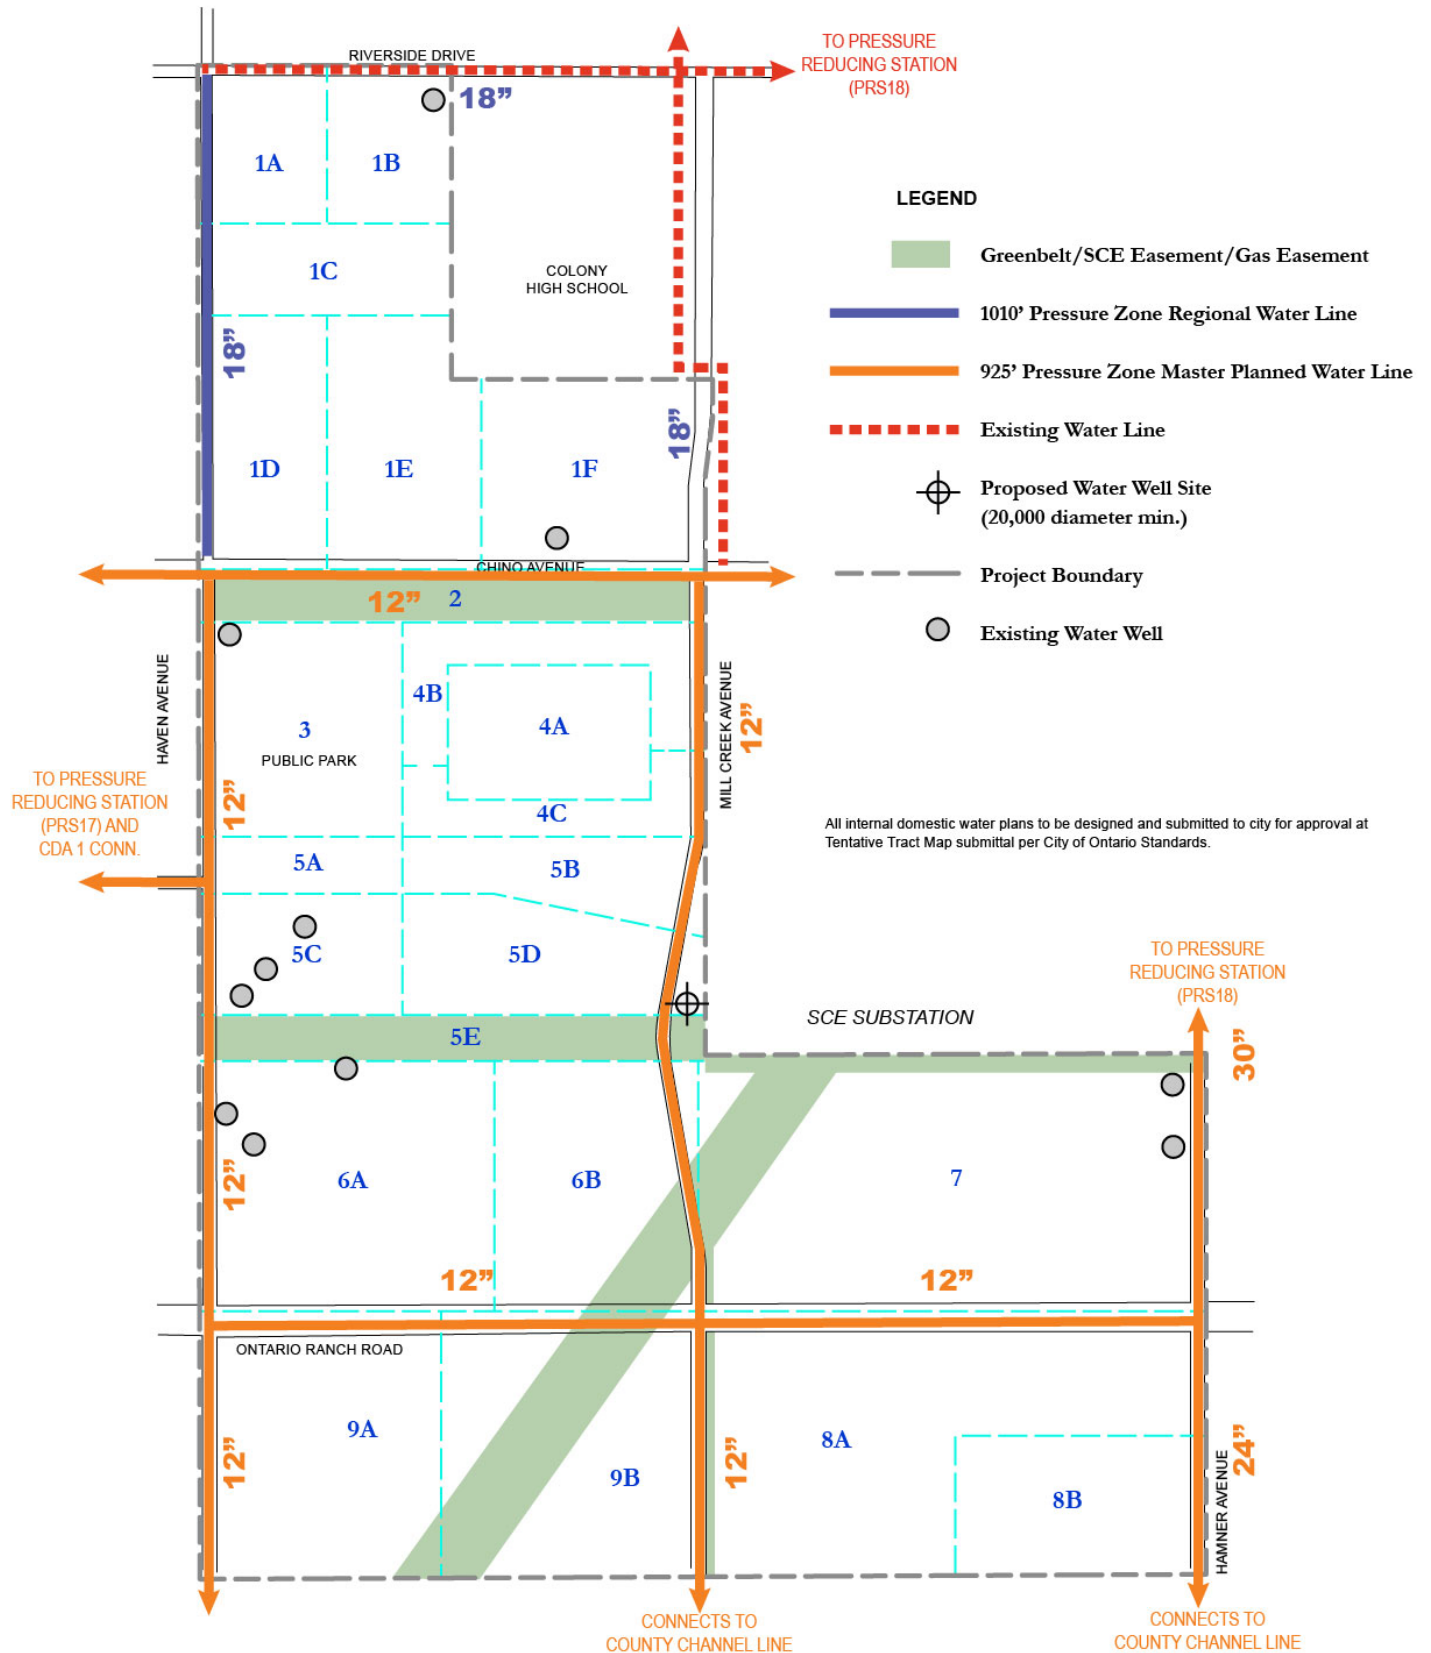 RIVERSIDE DRIVE
TO PRESSURE
REDUCING STATION
(PRS18)
18”
1A
1B
LEGEND
Greenbelt/SCE Easement/Gas Easement
1C
COLONY
HIGH SCHOOL
1010’ Pressure Zone Regional Water Line
18”
925’ Pressure Zone Master Planned Water Line
18”
Existing Water Line
1D
1E
1F
Proposed Water Well Site
(20,000 diameter min.)
CHINO AVENUE
Project Boundary
12”
2
Existing Water Well
HAVEN AVENUE
4B
4A
3
PUBLIC PARK
MILL CREEK AVENUE
12”
TO PRESSURE
REDUCING STATION
(PRS17) AND
CDA 1 CONN.
12”
4C
All internal domestic water plans to be designed and submitted to city for approval at
Tentative Tract Map submittal per City of Ontario Standards.
5A
5B
5C
5D
TO PRESSURE
REDUCING STATION
(PRS18)
SCE SUBSTATION
5E
30”
12”
6A
6B
7
12”
12”
ONTARIO RANCH ROAD
9A
8A
12”
12”
24”
9B
8B
HAMNER AVENUE
CONNECTS TO
COUNTY CHANNEL LINE
CONNECTS TO
COUNTY CHANNEL LINE